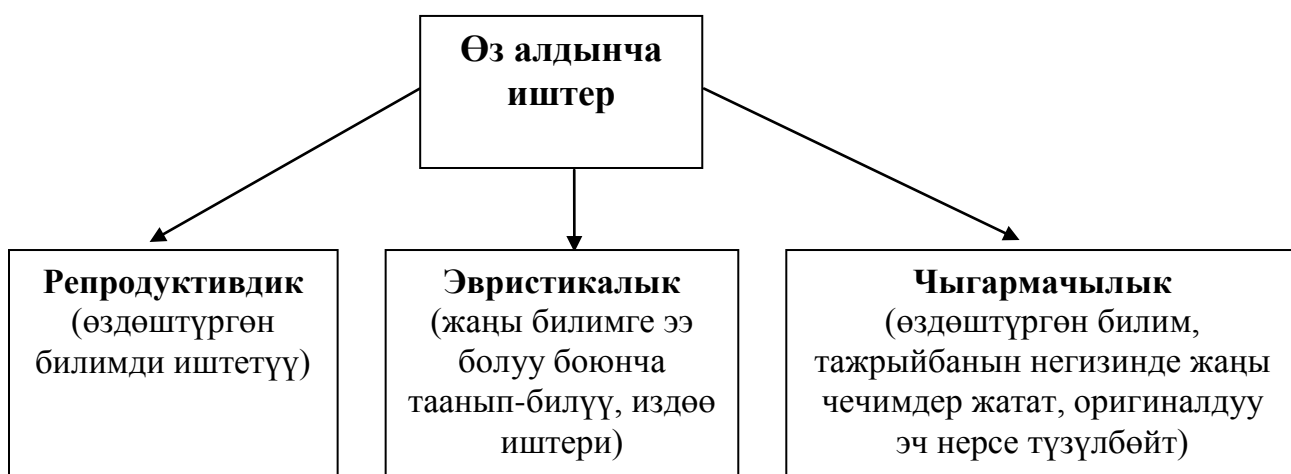 Өз алдынча
иштер
Репродуктивдик
(өздөштүргөн
билимди иштетүү)
Эвристикалык
(жаңы билимге ээ
болуу боюнча
таанып-билүү, издөө
иштери)
Чыгармачылык
(өздөштүргөн билим,
тажрыйбанын негизинде жаңы
чечимдер жатат, оригиналдуу
эч нерсе түзүлбөйт)